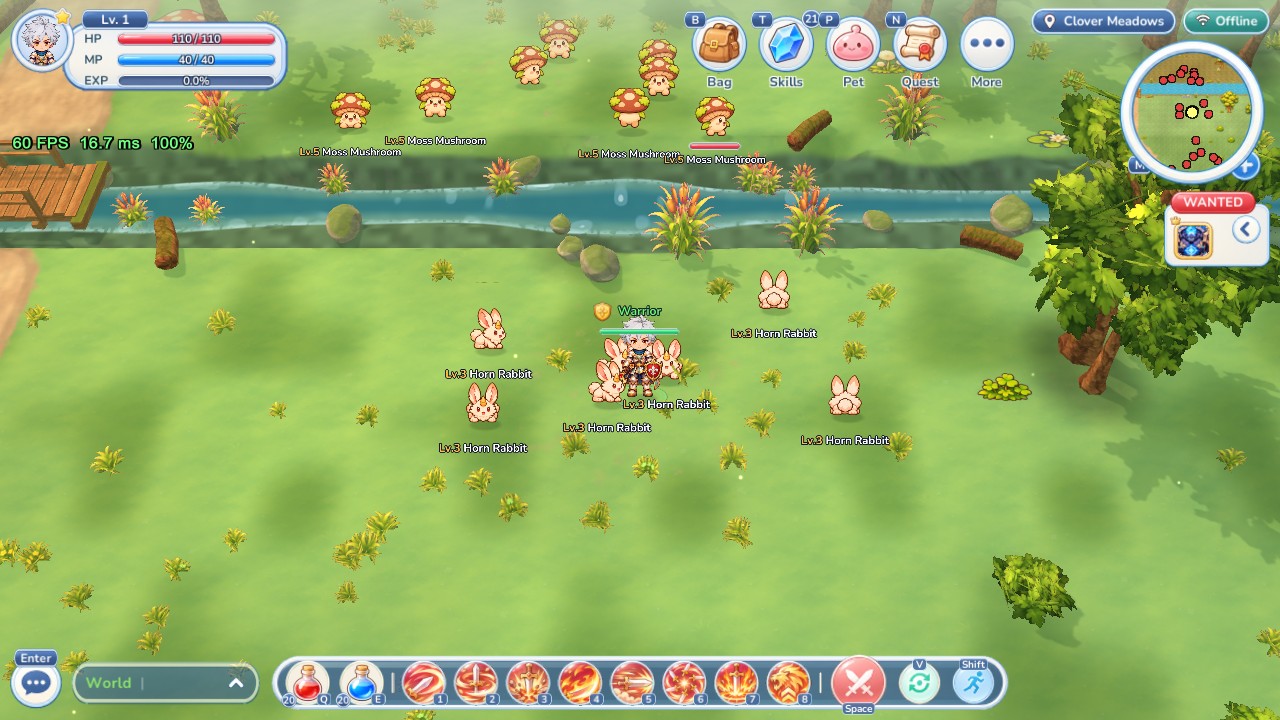 Lv. 1
HP 110 / 110
MP 40 / 40
EXP 0.0%
B
Bag
T
21
Skills
P
Pet
N
Quest
More
Clover Meadows
Offline
M
WANTED
60 FPS 16.7 ms 100%
Lv.5 Moss Mushroom
Lv.5 Moss Mushroom
Lv.5 Moss Mushroom
Lv.5 Moss Mushroom
Warrior
Lv.3 Horn Rabbit
Lv.3 Horn Rabbit
Lv.3 Horn Rabbit
Lv.3 Horn Rabbit
Lv.3 Horn Rabbit
Lv.3 Horn Rabbit
Enter
World
20 Q
20 E
1
2
3
4
5
6
7
8
Space
V
Shift